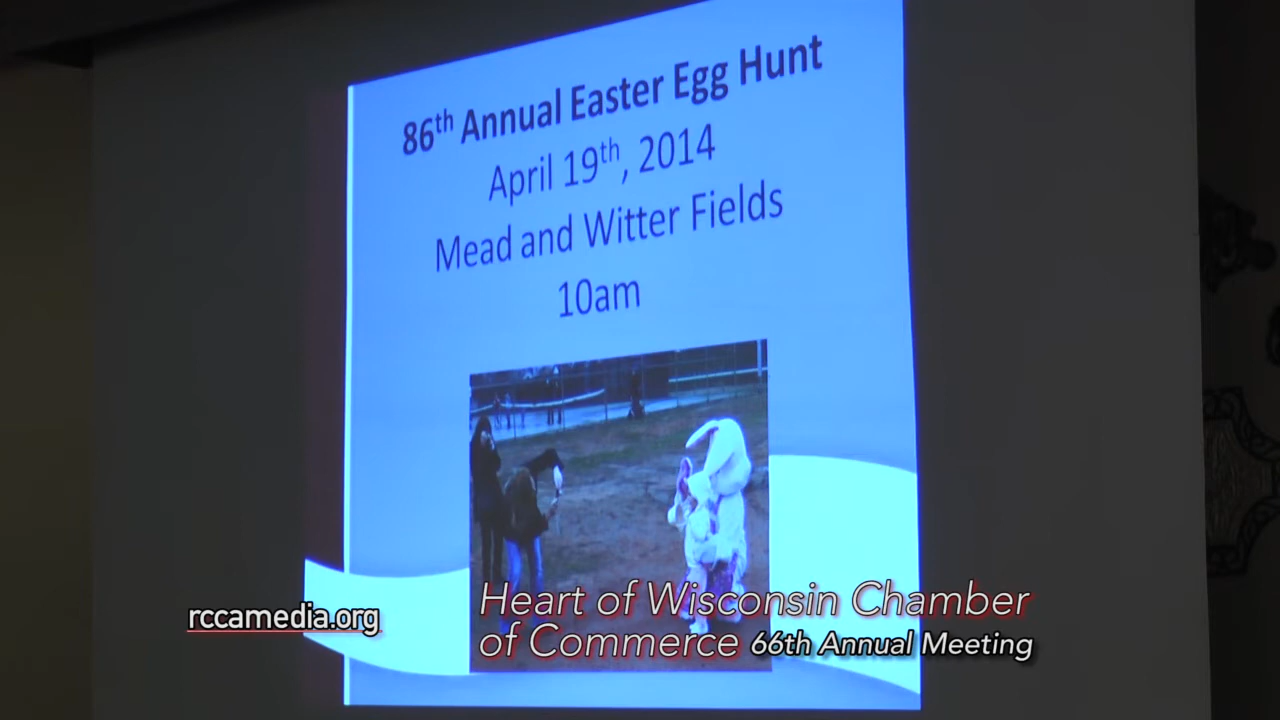 86th Annual Easter Egg Hunt
April 19th, 2014
Mead and Witter Fields
10am
rccamedia.org
Heart of Wisconsin Chamber
of Commerce 66th Annual Meeting